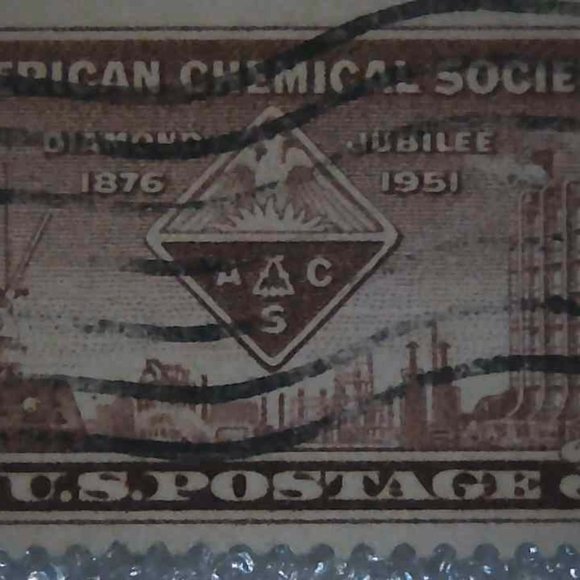 ERICAN CHEMICAL SOCIE
DIAMOND JUBILEE
1876 1951
A C
S
U.S.POSTAGE